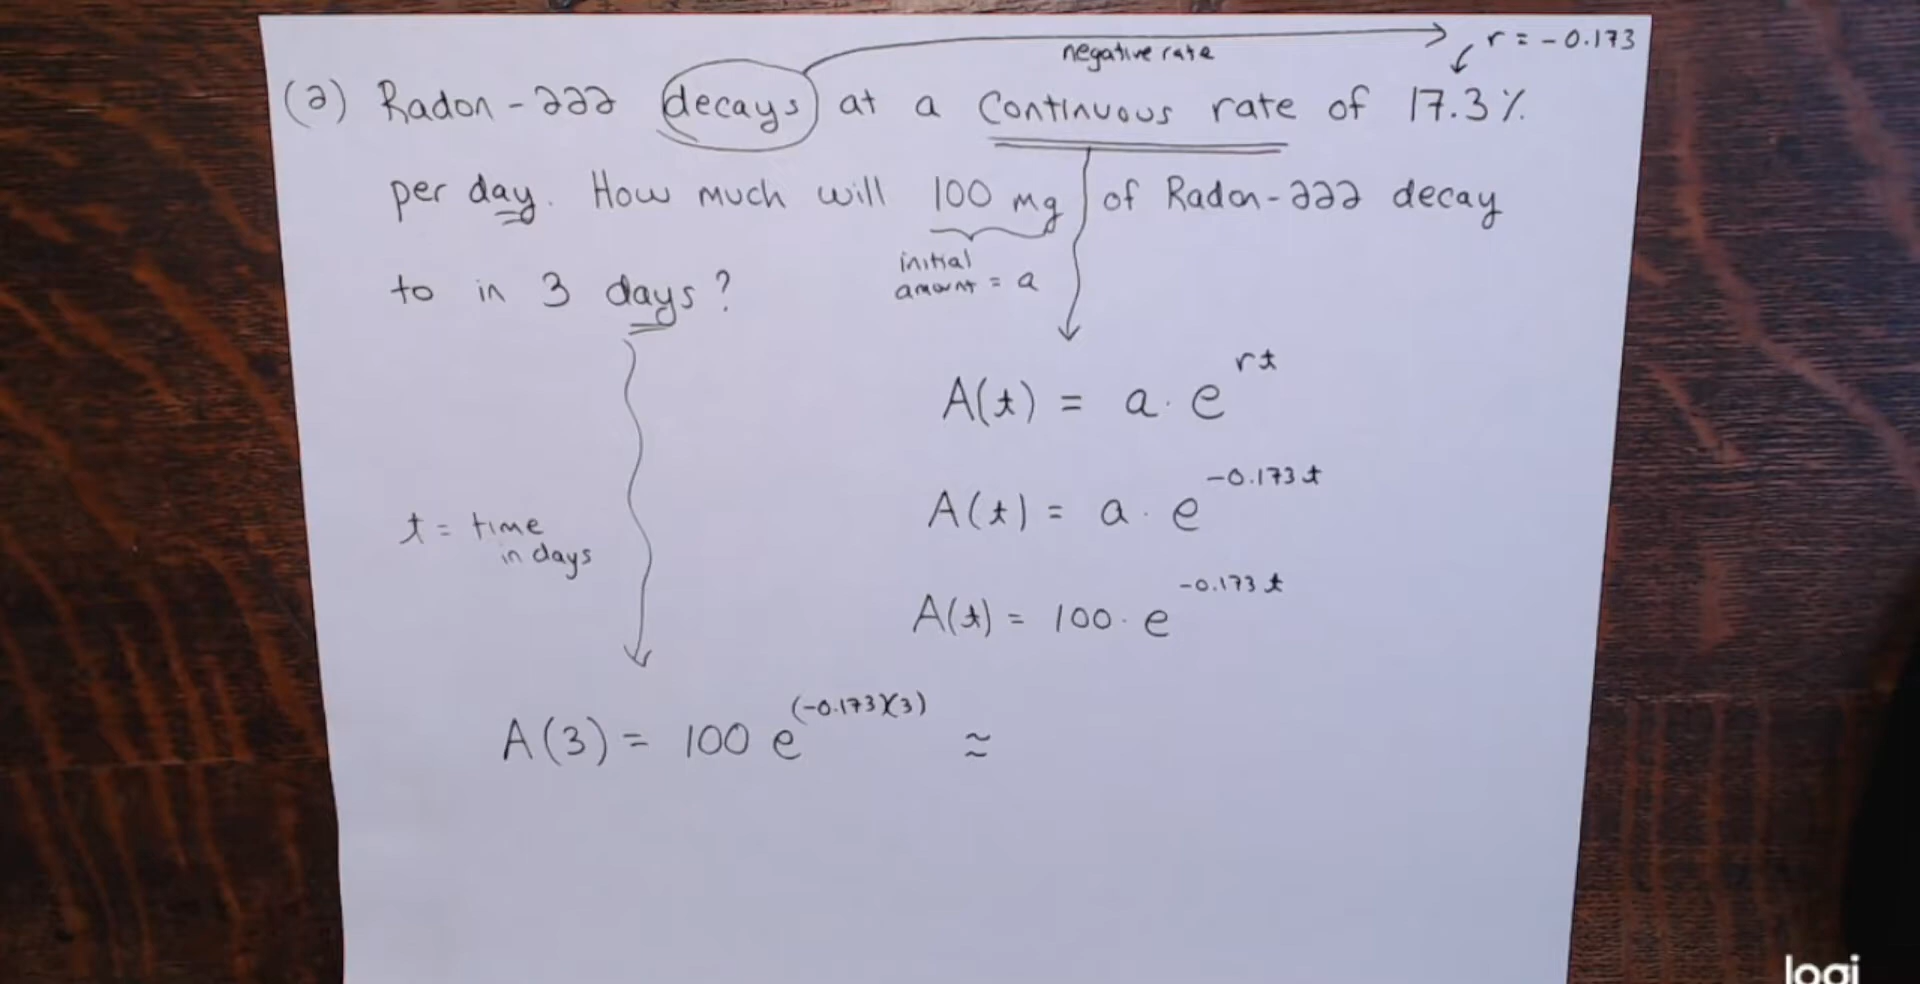 negative rate
r = -0.173
(2) Radon-222 decays at a continuous rate of 17.3%
per day. How much will 100 mg of Radon-222 decay
to in 3 days?
initial
amount = a
A(t) = a · e^rt
A(t) = a · e^-0.173t
t = time
in days
A(t) = 100 · e^-0.173t
A(3) = 100 e^(-0.173)(3) ≈
logi